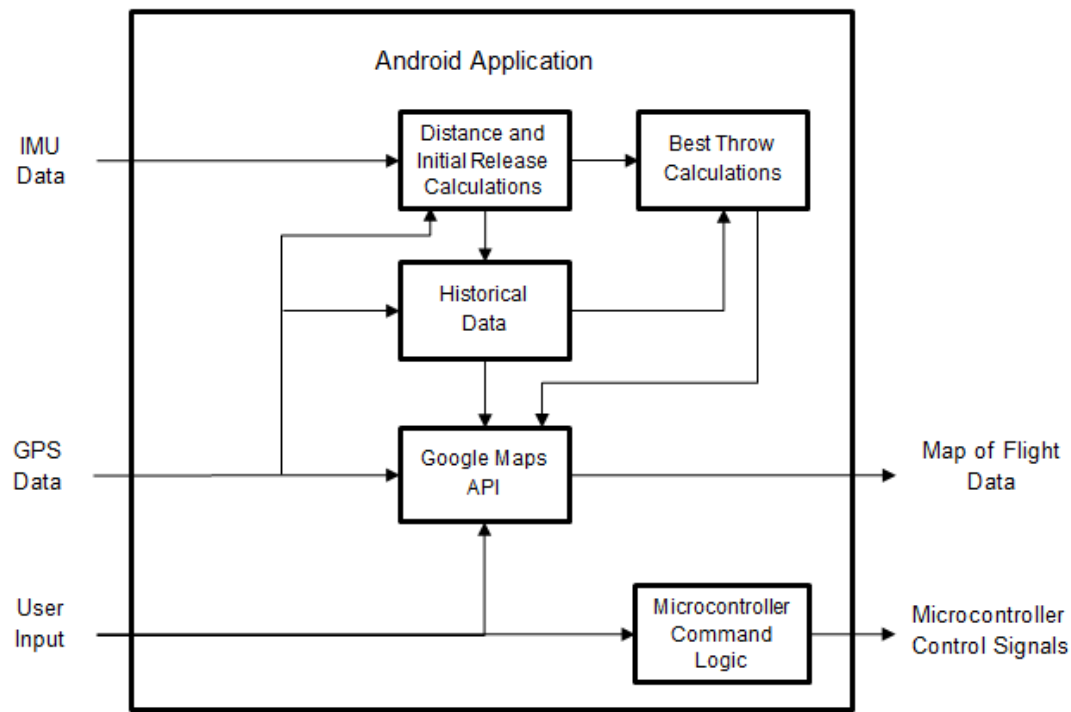 Android Application
IMU
Data
Distance and
Initial Release
Calculations
Best Throw
Calculations
Historical
Data
GPS
Data
Google Maps
API
Map of Flight
Data
User
Input
Microcontroller
Command
Logic
Microcontroller
Control Signals